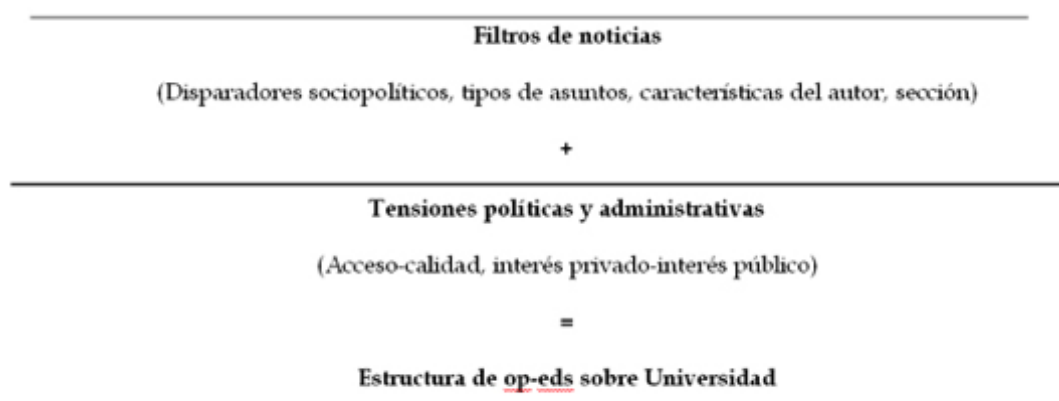 Filtros de noticias
(Disparadores sociopolíticos, tipos de asuntos, características del autor, sección)
+
Tensiones políticas y administrativas
(Acceso-calidad, interés privado-interés público)
=
Estructura de op-eds sobre Universidad